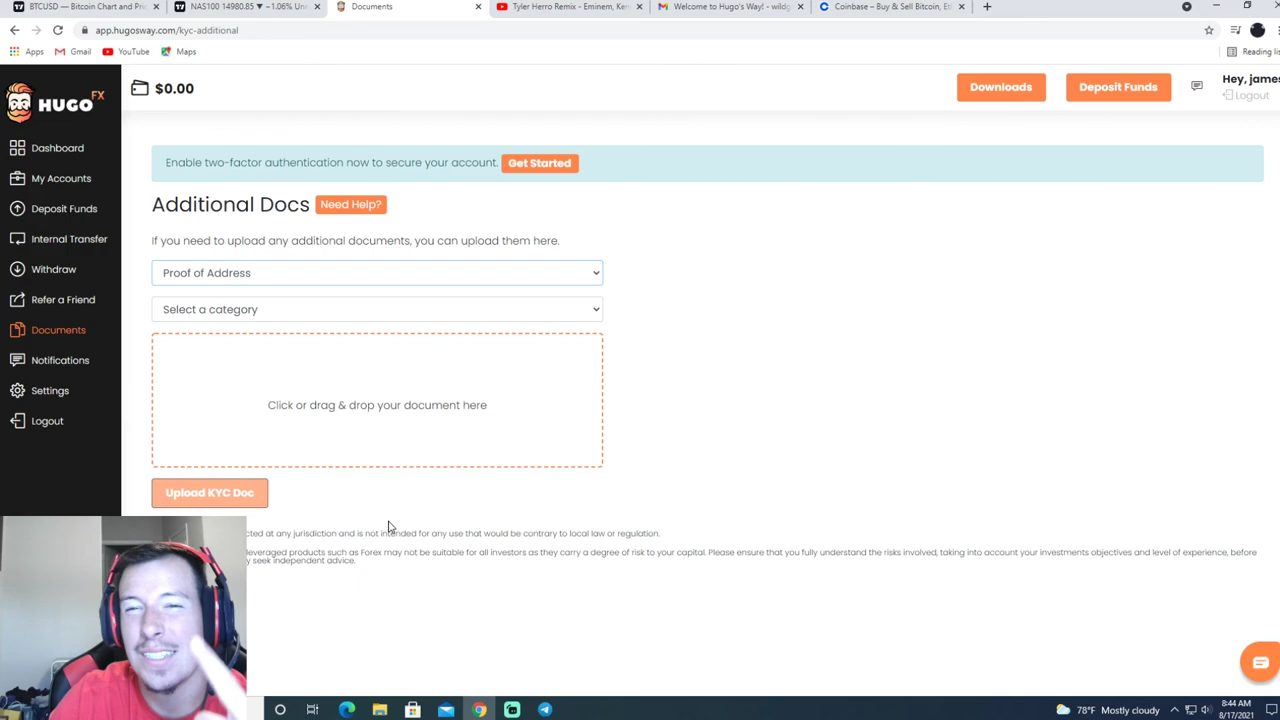 BTCUSD — Bitcoin Chart and Pric
NAS100 14980.85 ▼ −1.06% Un
Documents
Tyler Herro Remix - Eminem, Ken
Welcome to Hugo's Way! - wildg
Coinbase – Buy & Sell Bitcoin, Et
app.hugosway.com/kyc-additional
Apps
Gmail
YouTube
Maps
Reading list
HUGO FX
$0.00
Downloads
Deposit Funds
Hey, james
Logout
Dashboard
My Accounts
Deposit Funds
Internal Transfer
Withdraw
Refer a Friend
Documents
Notifications
Settings
Logout
Enable two-factor authentication now to secure your account. Get Started
Additional Docs Need Help?
If you need to upload any additional documents, you can upload them here.
Proof of Address
Select a category
Click or drag & drop your document here
Upload KYC Doc
cted at any jurisdiction and is not intended for any use that would be contrary to local law or regulation.
leveraged products such as Forex may not be suitable for all investors as they carry a degree of risk to your capital. Please ensure that you fully understand the risks involved, taking into account your investments objectives and level of experience, before
y seek independent advice.
78°F Mostly cloudy
8:44 AM
8/17/2021